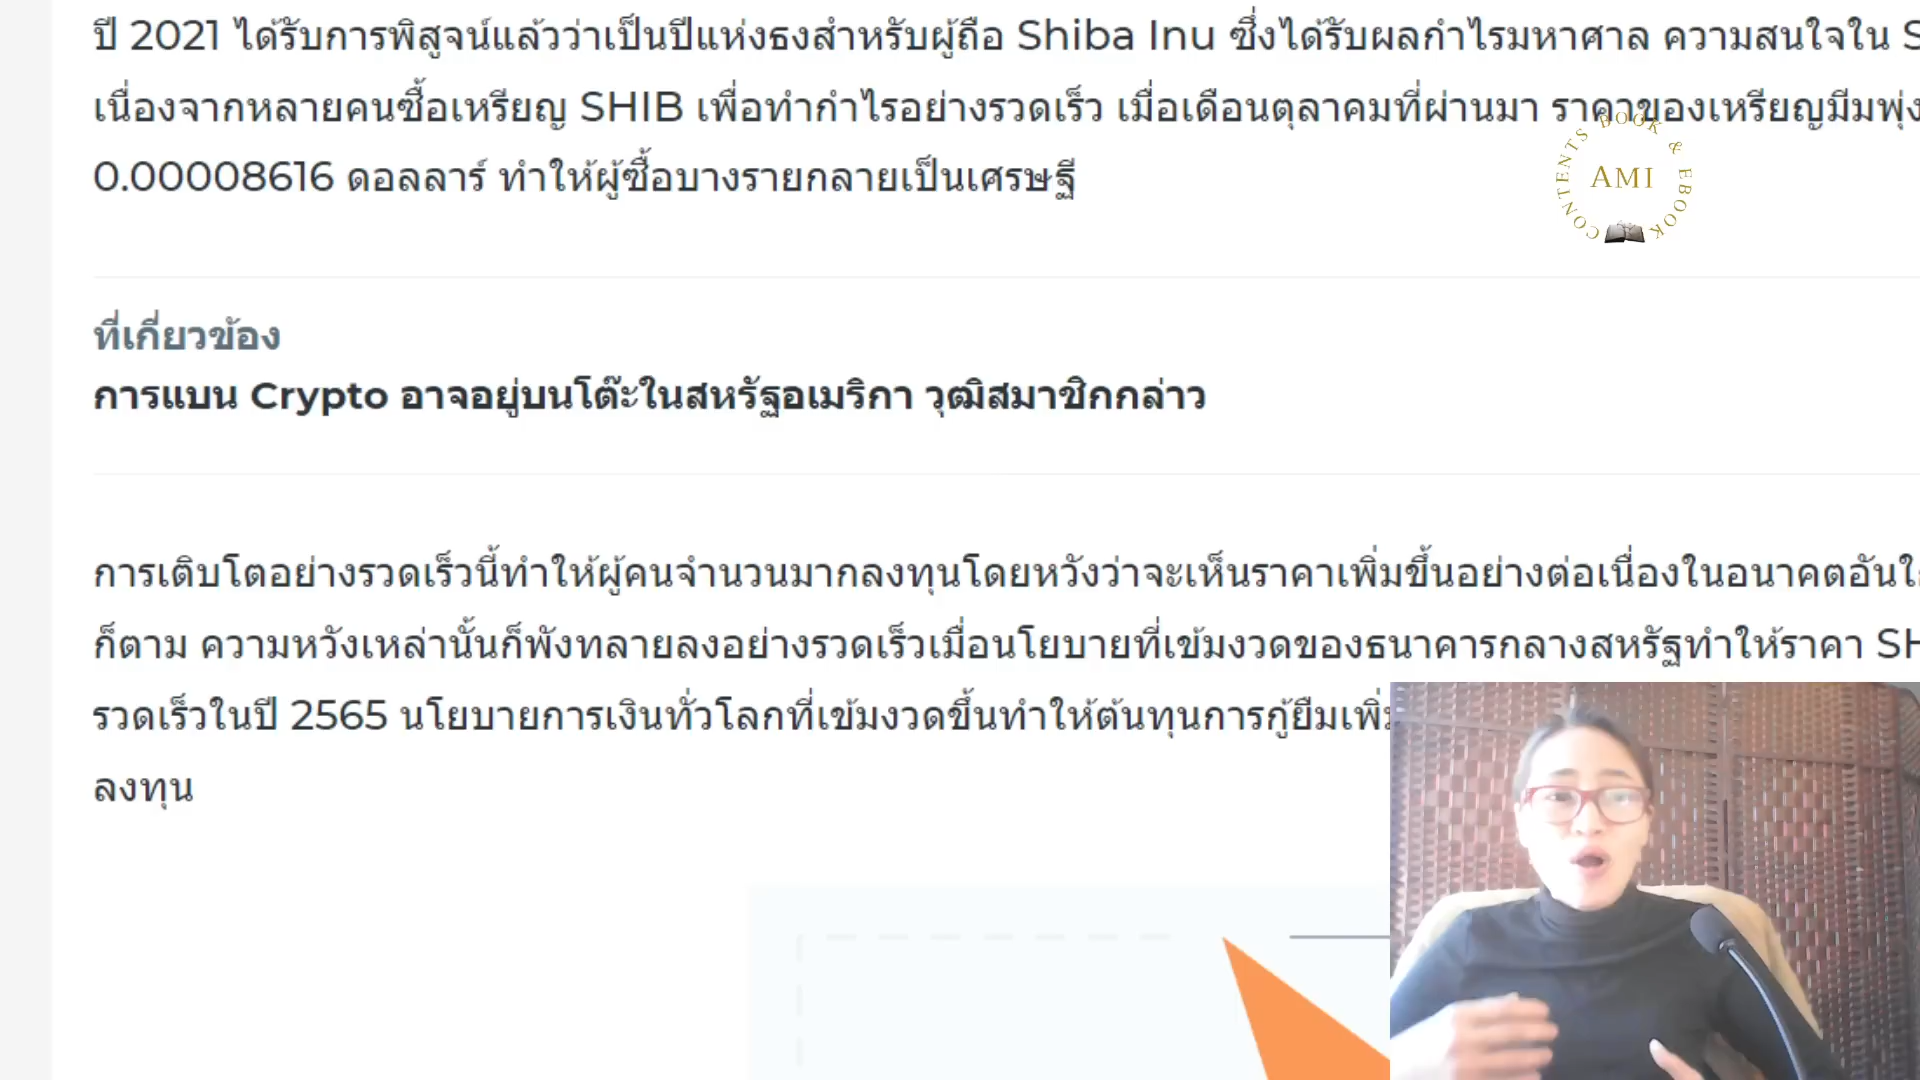 ปี 2021 ได้รับการพิสูจน์แล้วว่าเป็นปีแห่งธงสำหรับผู้ถือ Shiba Inu ซึ่งได้รับผลกำไรมหาศาล ความสนใจใน S
เนื่องจากหลายคนซื้อเหรียญ SHIB เพื่อทำกำไรอย่างรวดเร็ว เมื่อเดือนตุลาคมที่ผ่านมา ราคาของเหรียญมีมพุ่ง
0.00008616 ดอลลาร์ ทำให้ผู้ซื้อบางรายกลายเป็นเศรษฐี
CONTENTS BOOK & EBOOK
AMI
ที่เกี่ยวข้อง
การแบน Crypto อาจอยู่บนโต๊ะในสหรัฐอเมริกา วุฒิสมาชิกกล่าว
การเติบโตอย่างรวดเร็วนี้ทำให้ผู้คนจำนวนมากลงทุนโดยหวังว่าจะเห็นราคาเพิ่มขึ้นอย่างต่อเนื่องในอนาคตอันใ
ก็ตาม ความหวังเหล่านั้นก็พังทลายลงอย่างรวดเร็วเมื่อนโยบายที่เข้มงวดของธนาคารกลางสหรัฐทำให้ราคา SH
รวดเร็วในปี 2565 นโยบายการเงินทั่วโลกที่เข้มงวดขึ้นทำให้ต้นทุนการกู้ยืมเพิ่
ลงทุน